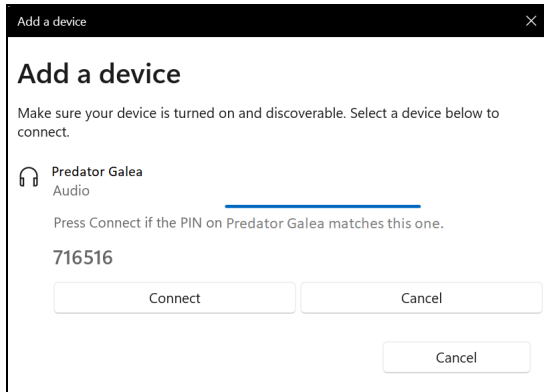 Add a device
Add a device
Make sure your device is turned on and discoverable. Select a device below to
connect.
Predator Galea
Audio
Press Connect if the PIN on Predator Galea matches this one.
716516
Connect Cancel
Cancel